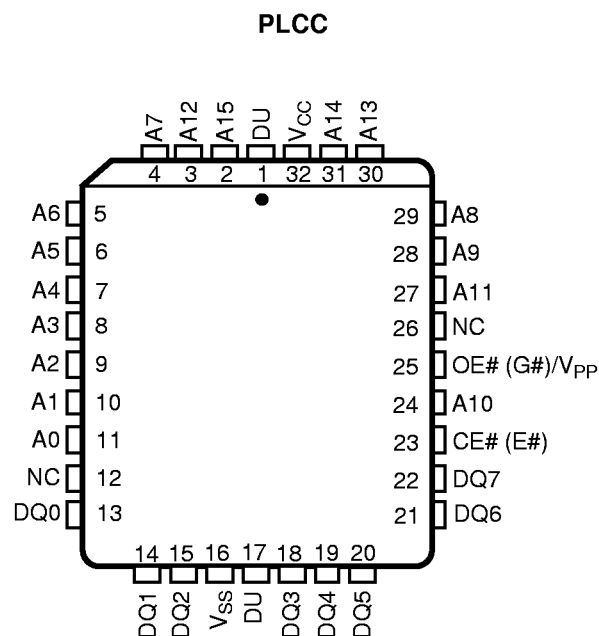 PLCC
A7 A12 A15 DU VCC A14 A13
4 3 2 1 32 31 30
A6 5 29 A8
A5 6 28 A9
A4 7 27 A11
A3 8 26 NC
A2 9 25 OE# (G#)/VPP
A1 10 24 A10
A0 11 23 CE# (E#)
NC 12 22 DQ7
DQ0 13 21 DQ6
14 15 16 17 18 19 20
DQ1 DQ2 VSS DU DQ3 DQ4 DQ5